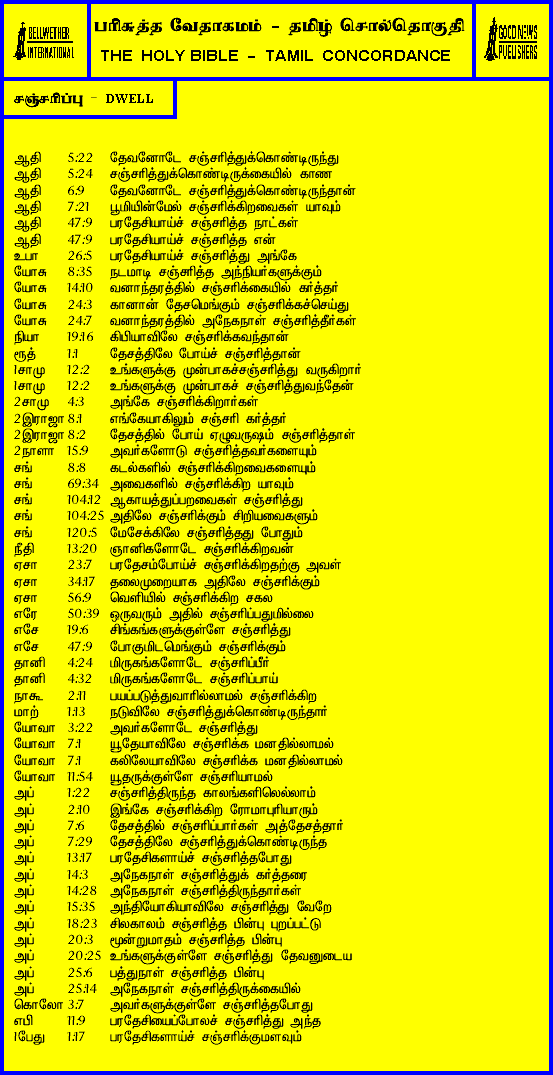 BELLWETHER
INTERNATIONAL
பரிசுத்த வேதாகமம் - தமிழ் சொல்தொகுதி
THE HOLY BIBLE - TAMIL CONCORDANCE
GOOD NEWS
PUBLISHERS
சஞ்சரிப்பு - DWELL
ஆதி 5:22 தேவனோடே சஞ்சரித்துக்கொண்டிருந்து
ஆதி 5:24 சஞ்சரித்துக்கொண்டிருக்கையில் காண
ஆதி 6:9 தேவனோடே சஞ்சரித்துக்கொண்டிருந்தான்
ஆதி 7:21 பூமியின்மேல் சஞ்சரிக்கிறவைகள் யாவும்
ஆதி 47:9 பரதேசியாய்ச் சஞ்சரித்த நாட்கள்
ஆதி 47:9 பரதேசியாய்ச் சஞ்சரித்த என்
உபா 26:5 பரதேசியாய்ச் சஞ்சரித்து அங்கே
யோசு 8:35 நடமாடி சஞ்சரித்த அந்நியர்களுக்கும்
யோசு 14:10 வனாந்தரத்தில் சஞ்சரிக்கையில் கர்த்தர்
யோசு 24:3 கானான் தேசமெங்கும் சஞ்சரிக்கச்செய்து
யோசு 24:7 வனாந்தரத்தில் அநேகநாள் சஞ்சரித்தீர்கள்
நியா 19:16 கிபியாவிலே சஞ்சரிக்கவந்தான்
ரூத் 1:1 தேசத்திலே போய்ச் சஞ்சரித்தான்
1சாமு 12:2 உங்களுக்கு முன்பாகச்சஞ்சரித்து வருகிறார்
1சாமு 12:2 உங்களுக்கு முன்பாகச் சஞ்சரித்துவந்தேன்
2சாமு 4:3 அங்கே சஞ்சரிக்கிறார்கள்
2இராஜா 8:1 எங்கேயாகிலும் சஞ்சரி கர்த்தர்
2இராஜா 8:2 தேசத்தில் போய் ஏழுவருஷம் சஞ்சரித்தாள்
2நாளா 15:9 அவர்களோடு சஞ்சரித்தவர்களையும்
சங் 8:8 கடல்களில் சஞ்சரிக்கிறவைகளையும்
சங் 69:34 அவைகளில் சஞ்சரிக்கிற யாவும்
சங் 104:12 ஆகாயத்துப்பறவைகள் சஞ்சரித்து
சங் 104:25 அதிலே சஞ்சரிக்கும் சிறியவைகளும்
சங் 120:5 மேசேக்கிலே சஞ்சரித்தது போதும்
நீதி 13:20 ஞானிகளோடே சஞ்சரிக்கிறவன்
ஏசா 23:7 பரதேசம்போய்ச் சஞ்சரிக்கிறதற்கு அவள்
ஏசா 34:17 தலைமுறையாக அதிலே சஞ்சரிக்கும்
ஏசா 56:9 வெளியில் சஞ்சரிக்கிற சகல
எரே 50:39 ஒருவரும் அதில் சஞ்சரிப்பதுமில்லை
எசே 19:6 சிங்கங்களுக்குள்ளே சஞ்சரித்து
எசே 47:9 போகுமிடமெங்கும் சஞ்சரிக்கும்
தானி 4:24 மிருகங்களோடே சஞ்சரிப்பீர்
தானி 4:32 மிருகங்களோடே சஞ்சரிப்பாய்
நாகூ 2:11 பயப்படுத்துவாரில்லாமல் சஞ்சரிக்கிற
மாற் 1:13 நடுவிலே சஞ்சரித்துக்கொண்டிருந்தார்
யோவா 3:22 அவர்களோடே சஞ்சரித்து
யோவா 7:1 யூதேயாவிலே சஞ்சரிக்க மனதில்லாமல்
யோவா 7:1 கலிலேயாவிலே சஞ்சரிக்க மனதில்லாமல்
யோவா 11:54 யூதருக்குள்ளே சஞ்சரியாமல்
அப் 1:22 சஞ்சரித்திருந்த காலங்களிலெல்லாம்
அப் 2:10 இங்கே சஞ்சரிக்கிற ரோமாபுரியாரும்
அப் 7:6 தேசத்தில் சஞ்சரிப்பார்கள் அத்தேசத்தார்
அப் 7:29 தேசத்திலே சஞ்சரித்துக்கொண்டிருந்த
அப் 13:17 பரதேசிகளாய்ச் சஞ்சரித்தபோது
அப் 14:3 அநேகநாள் சஞ்சரித்துக் கர்த்தரை
அப் 14:28 அநேகநாள் சஞ்சரித்திருந்தார்கள்
அப் 15:35 அந்தியோகியாவிலே சஞ்சரித்து வேறே
அப் 18:23 சிலகாலம் சஞ்சரித்த பின்பு புறப்பட்டு
அப் 20:3 மூன்றுமாதம் சஞ்சரித்த பின்பு
அப் 20:25 உங்களுக்குள்ளே சஞ்சரித்து தேவனுடைய
அப் 25:6 பத்துநாள் சஞ்சரித்த பின்பு
அப் 25:14 அநேகநாள் சஞ்சரித்திருக்கையில்
கொலோ 3:7 அவர்களுக்குள்ளே சஞ்சரித்தபோது
எபி 11:9 பரதேசியைப்போலச் சஞ்சரித்து அந்த
1பேது 1:17 பரதேசிகளாய்ச் சஞ்சரிக்குமளவும்